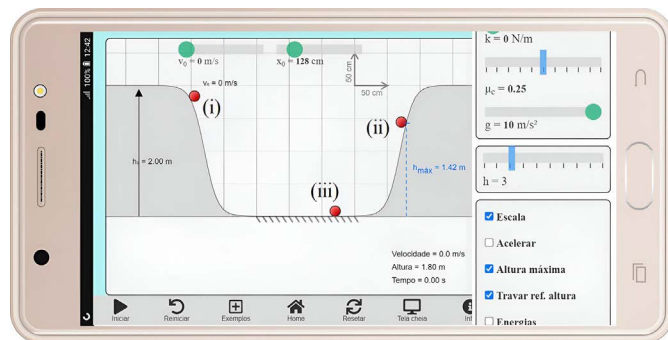 100% 12:42
v₀ = 0 m/s
x₀ = 128 cm
50 cm
50 cm
v₀ = 0 m/s
(i)
(ii)
(iii)
h₀ = 2.00 m
hmáx = 1.42 m
Velocidade = 0.0 m/s
Altura = 1.80 m
Tempo = 0.00 s
Iniciar
Reiniciar
Exemplos
Home
Resetar
Tela cheia
k = 0 N/m
μc = 0.25
g = 10 m/s²
h = 3
Escala
Acelerar
Altura máxima
Travar ref. altura
Energias